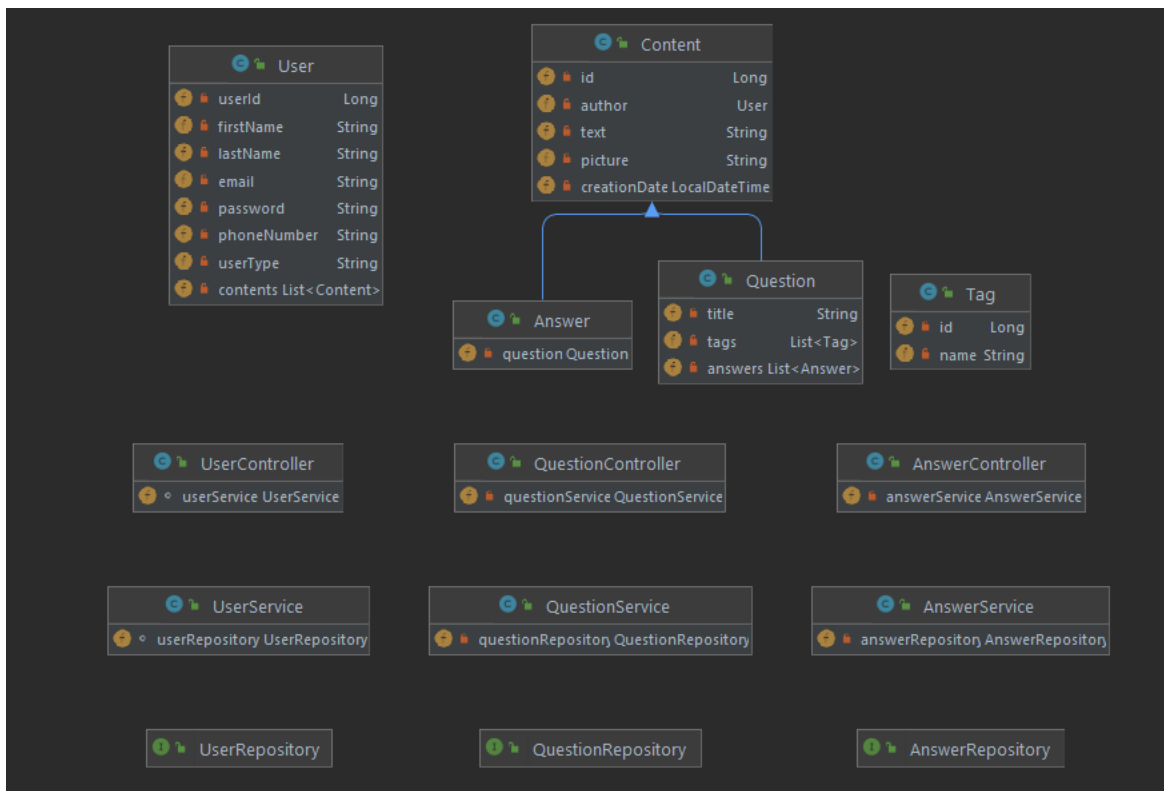 User
userId Long
firstName String
lastName String
email String
password String
phoneNumber String
userType String
contents List<Content>
Content
id Long
author User
text String
picture String
creationDate LocalDateTime
Answer
question Question
Question
title String
tags List<Tag>
answers List<Answer>
Tag
id Long
name String
UserController
userService UserService
QuestionController
questionService QuestionService
AnswerController
answerService AnswerService
UserService
userRepository UserRepository
QuestionService
questionRepository QuestionRepository
AnswerService
answerRepository AnswerRepository
UserRepository
QuestionRepository
AnswerRepository